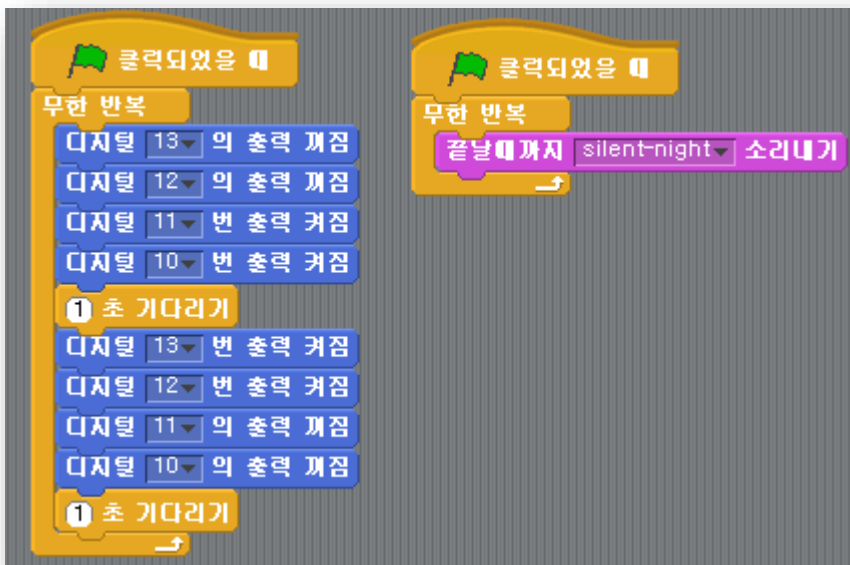 클릭되었을 때
무한 반복
디지털 13 의 출력 꺼짐
디지털 12 의 출력 꺼짐
디지털 11 번 출력 켜짐
디지털 10 번 출력 켜짐
1 초 기다리기
디지털 13 번 출력 켜짐
디지털 12 번 출력 켜짐
디지털 11 의 출력 꺼짐
디지털 10 의 출력 꺼짐
1 초 기다리기
클릭되었을 때
무한 반복
끝날때까지 silent-night 소리내기